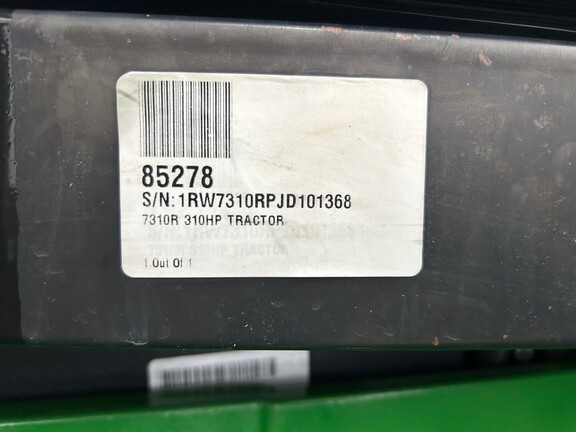 85278
S/N:1RW7310RPJD101368
7310R 310HP TRACTOR
1 Out Of 1